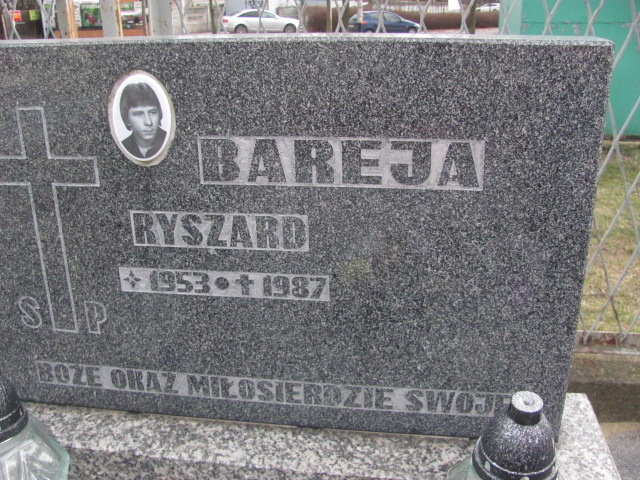 BAREJA
RYSZARD
✧ 1953 ● ✝ 1987
S P
BOŻE OKAŻ MIŁOSIERDZIE SWOJE